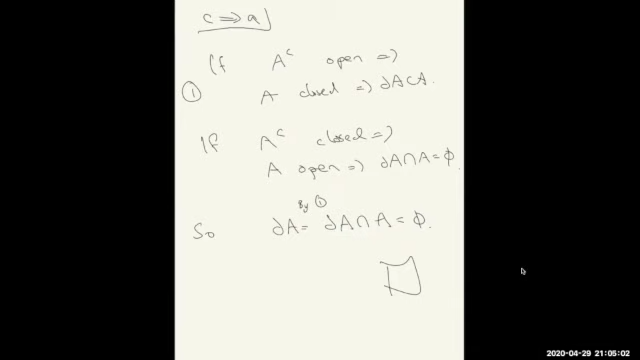 c ⇒ a
If A^c open ⇒
① A closed ⇒ ∂A⊂A.
If A^c closed ⇒
A open ⇒ ∂A∩A = ϕ.
By ①
So ∂A = ∂A∩A = ϕ.
2020-04-29 21:05:02